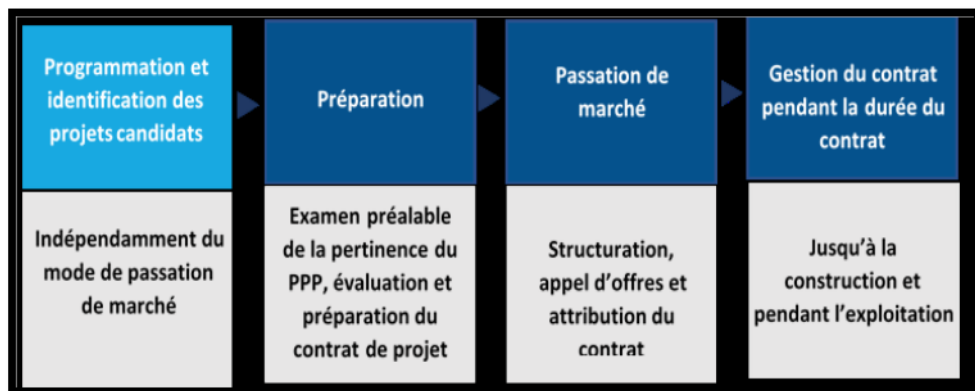 Programmation et
identification des
projets candidats
Indépendamment du
mode de passation
de marché
Préparation
Examen préalable
de la pertinence du
PPP, évaluation et
préparation du
contrat de projet
Passation de
marché
Structuration,
appel d'offres et
attribution du
contrat
Gestion du contrat
pendant la durée du
contrat
Jusqu'à la
construction et
pendant l'exploitation